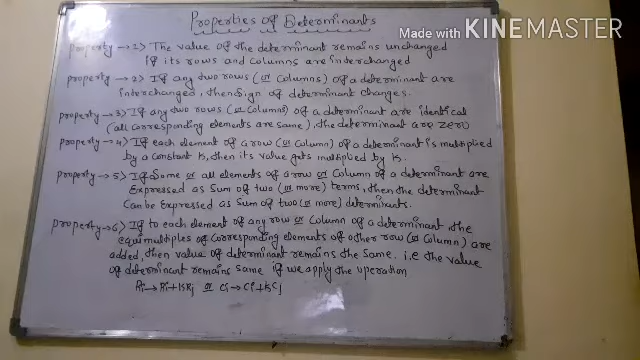 Made with KINEMASTER
Properties of Determinants
Property → 1> The value of the determinant remains unchanged
if its rows and columns are interchanged
Property → 2> If any two rows (or columns) of a determinant are
interchanged, then sign of determinant changes.
Property → 3> If any two rows (or columns) of a determinant are identical
(all corresponding elements are same), the determinant are zero
Property → 4> If each element of a row (or column) of a determinant is multiplied
by a constant K, then its value gets multiplied by K.
Property → 5> If some or all elements of a row or column of a determinant are
Expressed as sum of two (or more) terms, then the determinant
can be expressed as sum of two (or more) determinants.
Property → 6> If to each element of any row or column of a determinant, the
equimultiples of corresponding elements of other row (or column) are
added, then value of determinant remains the same. i.e the value
of determinant remains same if we apply the operation
Ri → Ri + KRj or Ci → Ci + KCj